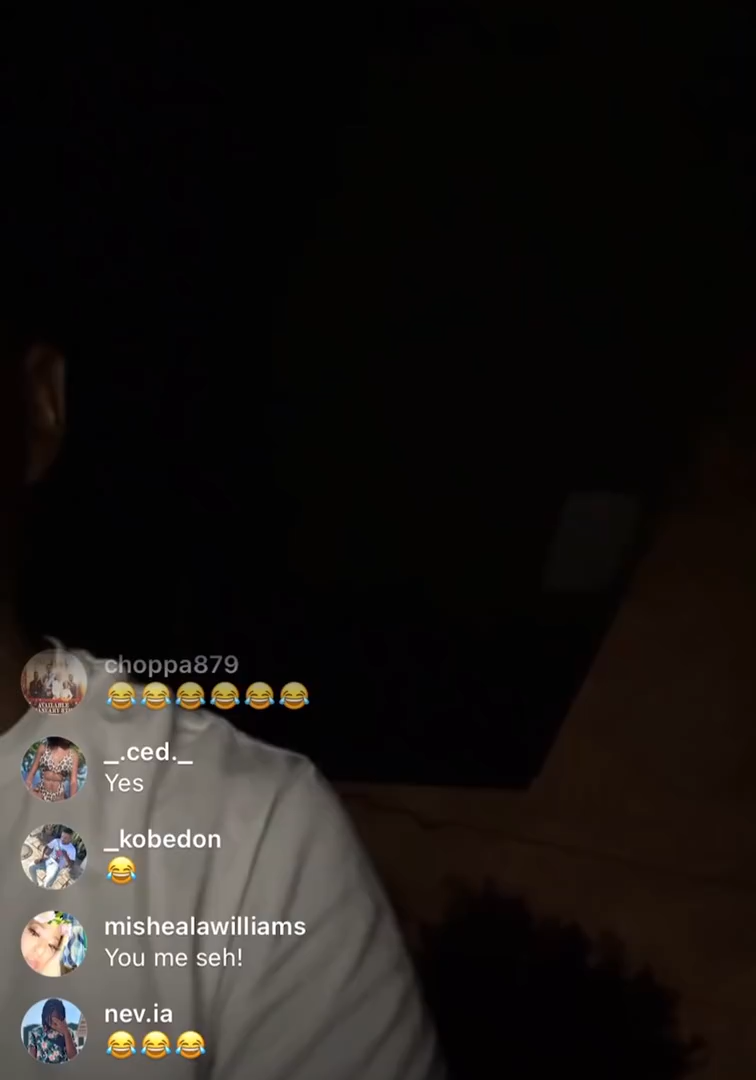 choppa879
😂😂😂😂😂😂
_.ced._
Yes
_kobedon
😂
mishealawilliams
You me seh!
nev.ia
😂😂😂